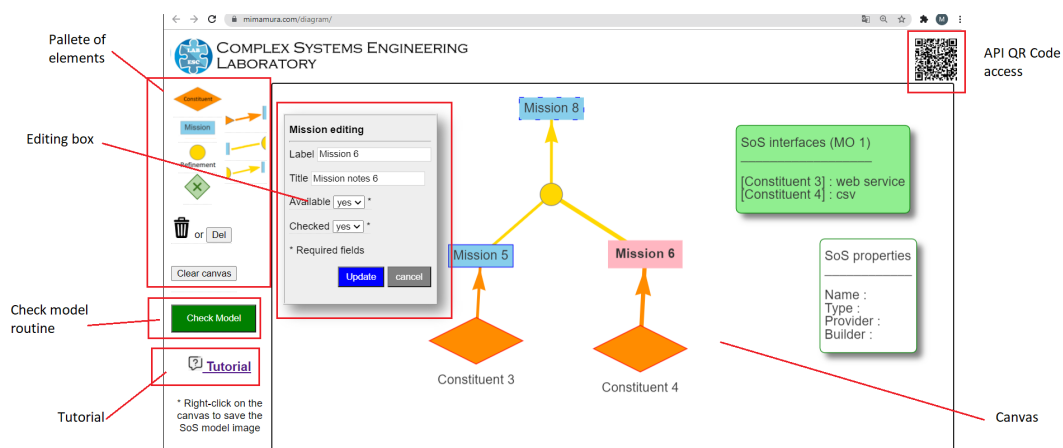 mimamura.com/diagram/
M
Pallete of
elements
LAB
ESC
COMPLEX SYSTEMS ENGINEERING
LABORATORY
API QR Code
access
Constituent
Mission
Refinement
or Del
Clear canvas
Editing box
Mission editing
Label Mission 6
Title Mission notes 6
Available yes *
Checked yes *
* Required fields
Update cancel
Mission 8
Mission 5
Mission 6
Constituent 3
Constituent 4
SoS interfaces (MO 1)
[Constituent 3] : web service
[Constituent 4] : csv
SoS properties
Name :
Type :
Provider :
Builder :
Check model
routine
Check Model
Tutorial
Tutorial
* Right-click on the
canvas to save the
SoS model image
Canvas